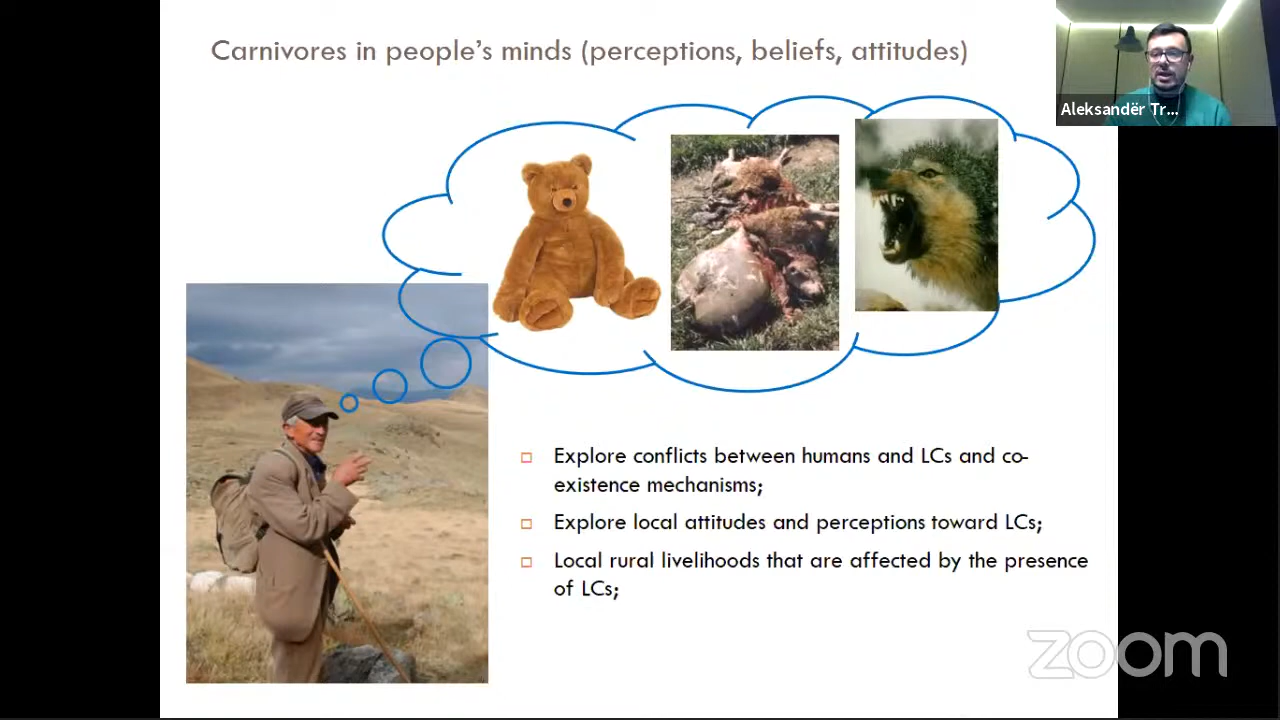 Carnivores in people's minds (perceptions, beliefs, attitudes)
Aleksandër Tr...
Explore conflicts between humans and LCs and co-
existence mechanisms;
Explore local attitudes and perceptions toward LCs;
Local rural livelihoods that are affected by the presence
of LCs;
zoom